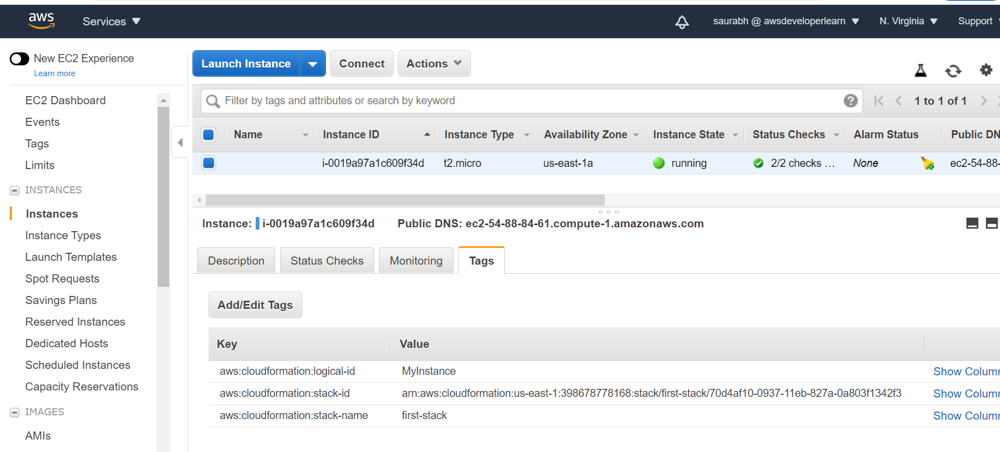 aws
Services
saurabh @ awsdeveloperlearn
N. Virginia
Support
New EC2 Experience
Learn more
EC2 Dashboard
Events
Tags
Limits
INSTANCES
Instances
Instance Types
Launch Templates
Spot Requests
Savings Plans
Reserved Instances
Dedicated Hosts
Scheduled Instances
Capacity Reservations
IMAGES
AMIs
Launch Instance
Connect
Actions
Filter by tags and attributes or search by keyword
1 to 1 of 1
Name Instance ID Instance Type Availability Zone Instance State Status Checks Alarm Status Public DN
i-0019a97a1c609f34d t2.micro us-east-1a running 2/2 checks ... None ec2-54-88-
Instance: i-0019a97a1c609f34d Public DNS: ec2-54-88-84-61.compute-1.amazonaws.com
Description Status Checks Monitoring Tags
Add/Edit Tags
Key Value
aws:cloudformation:logical-id MyInstance Show Colum
aws:cloudformation:stack-id arn:aws:cloudformation:us-east-1:398678778168:stack/first-stack/70d4af10-0937-11eb-827a-0a803f1342f3 Show Colum
aws:cloudformation:stack-name first-stack Show Colum